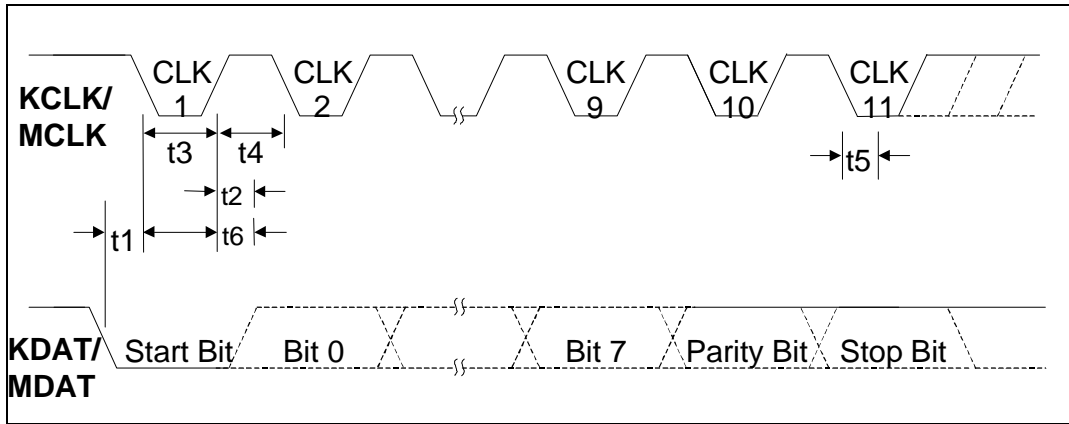 CLK CLK CLK CLK CLK
1 2 9 10 11
KCLK/
MCLK
t3 t4 t5
t2
t1 t6
KDAT/
MDAT
Start Bit Bit 0 Bit 7 Parity Bit Stop Bit